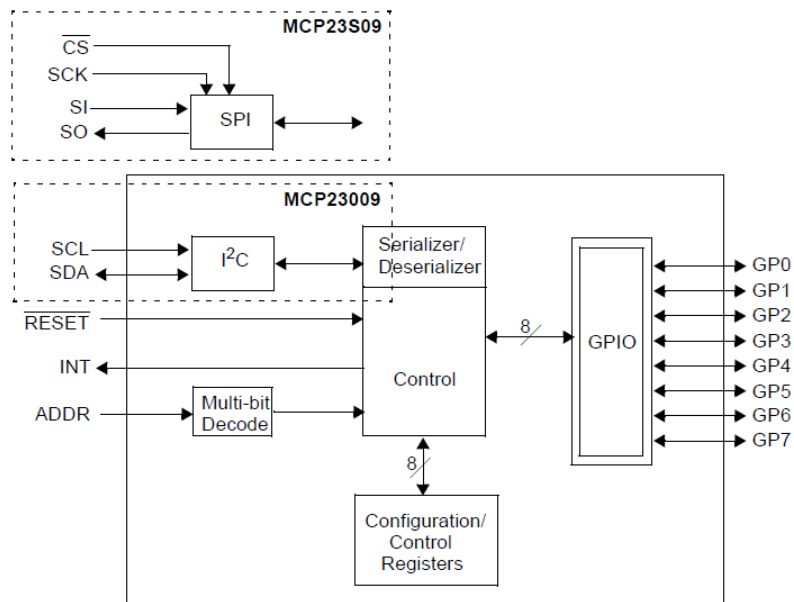 MCP23S09
CS
SCK
SI
SO
SPI
MCP23009
SCL
SDA
I²C
Serializer/
Deserializer
RESET
INT
ADDR
Multi-bit
Decode
Control
8
8
Configuration/
Control
Registers
GPIO
GP0
GP1
GP2
GP3
GP4
GP5
GP6
GP7